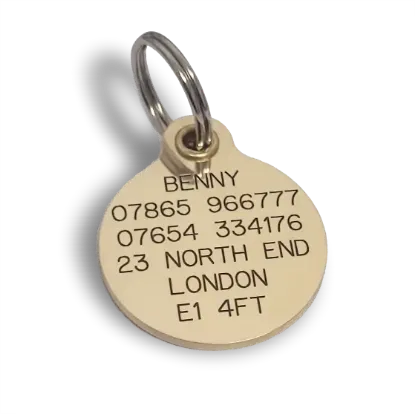 BENNY
07865 966777
07654 334176
23 NORTH END
LONDON
E1 4FT